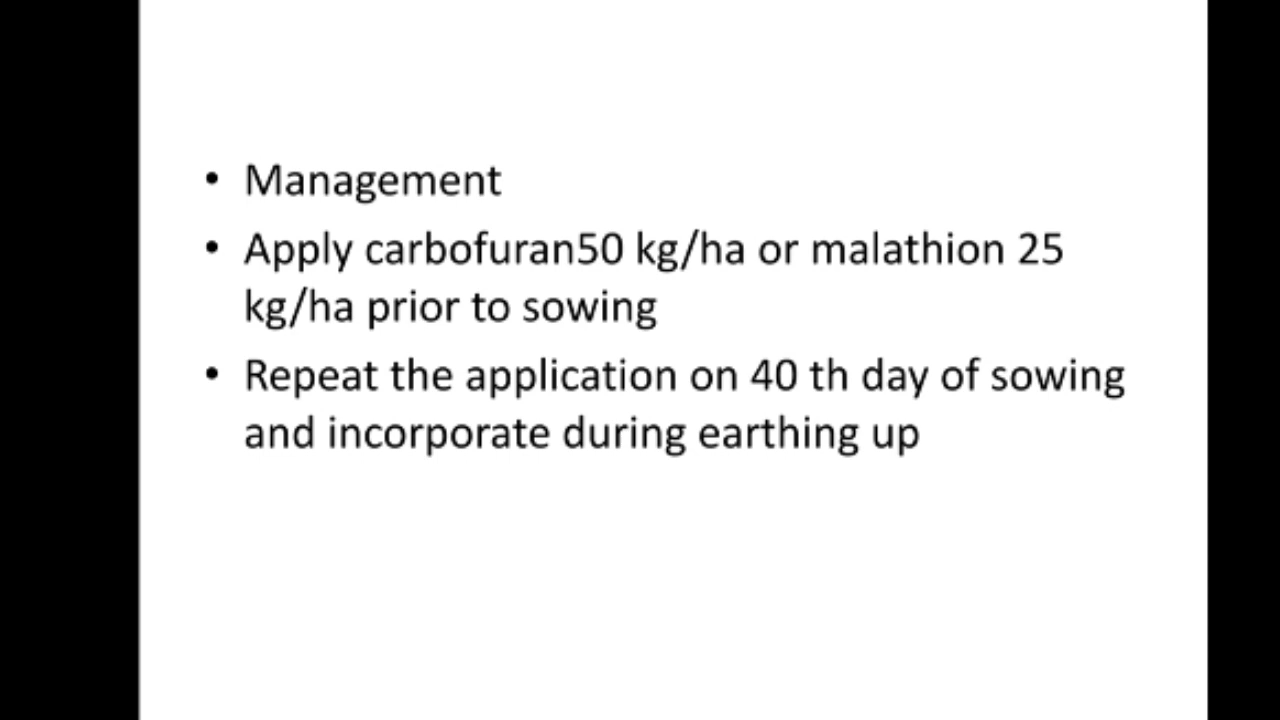 • Management
• Apply carbofuran50 kg/ha or malathion 25
kg/ha prior to sowing
• Repeat the application on 40 th day of sowing
and incorporate during earthing up